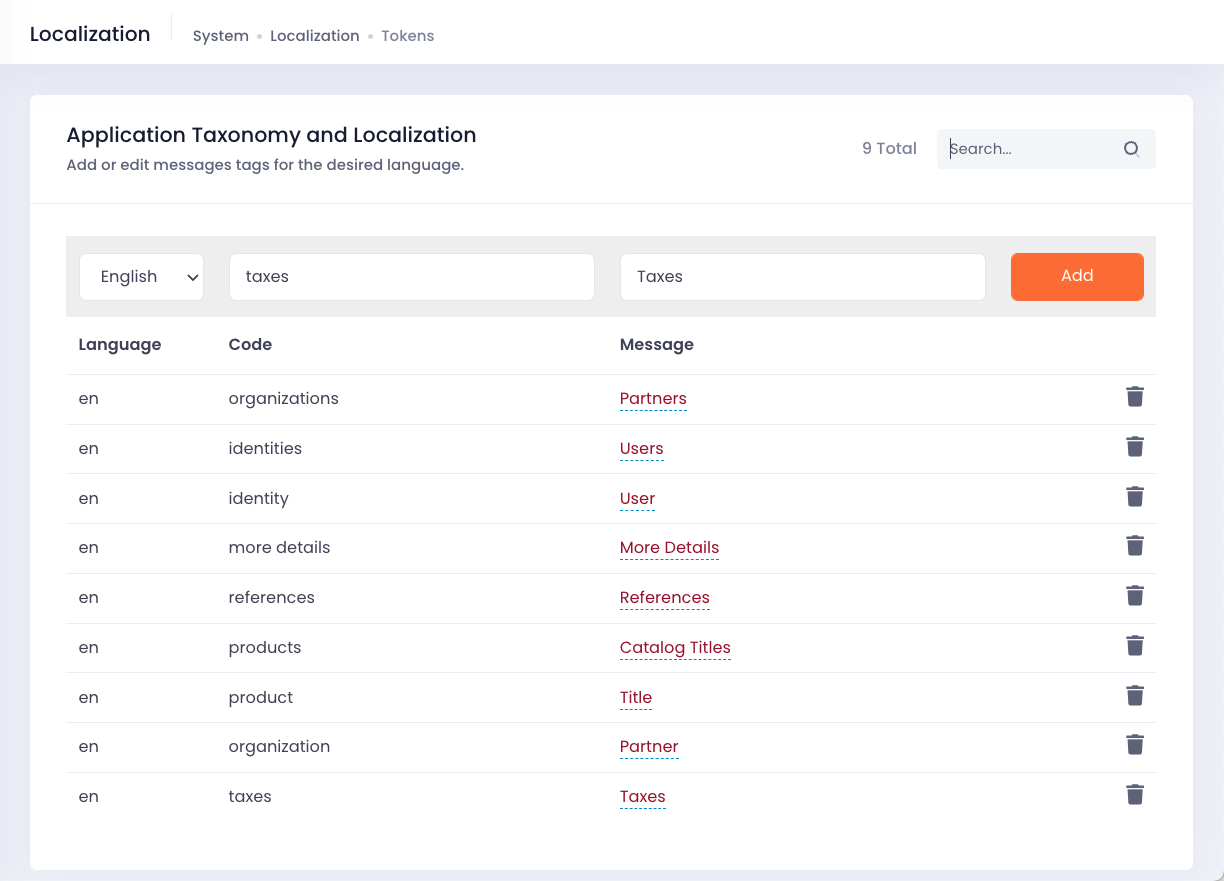 Localization System Localization Tokens
Application Taxonomy and Localization
Add or edit messages tags for the desired language.
9 Total Search...
English taxes Taxes Add
Language Code Message
en organizations Partners
en identities Users
en identity User
en more details More Details
en references References
en products Catalog Titles
en product Title
en organization Partner
en taxes Taxes